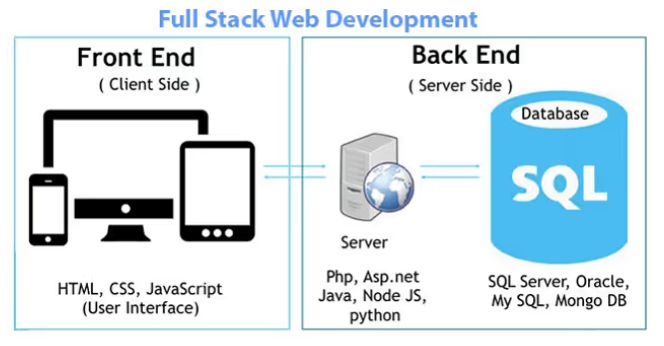 Full Stack Web Development
Front End
( Client Side )
HTML, CSS, JavaScript
(User Interface)
Back End
( Server Side )
Server
Php, Asp.net
Java, Node JS,
python
Database
SQL
SQL Server, Oracle,
My SQL, Mongo DB